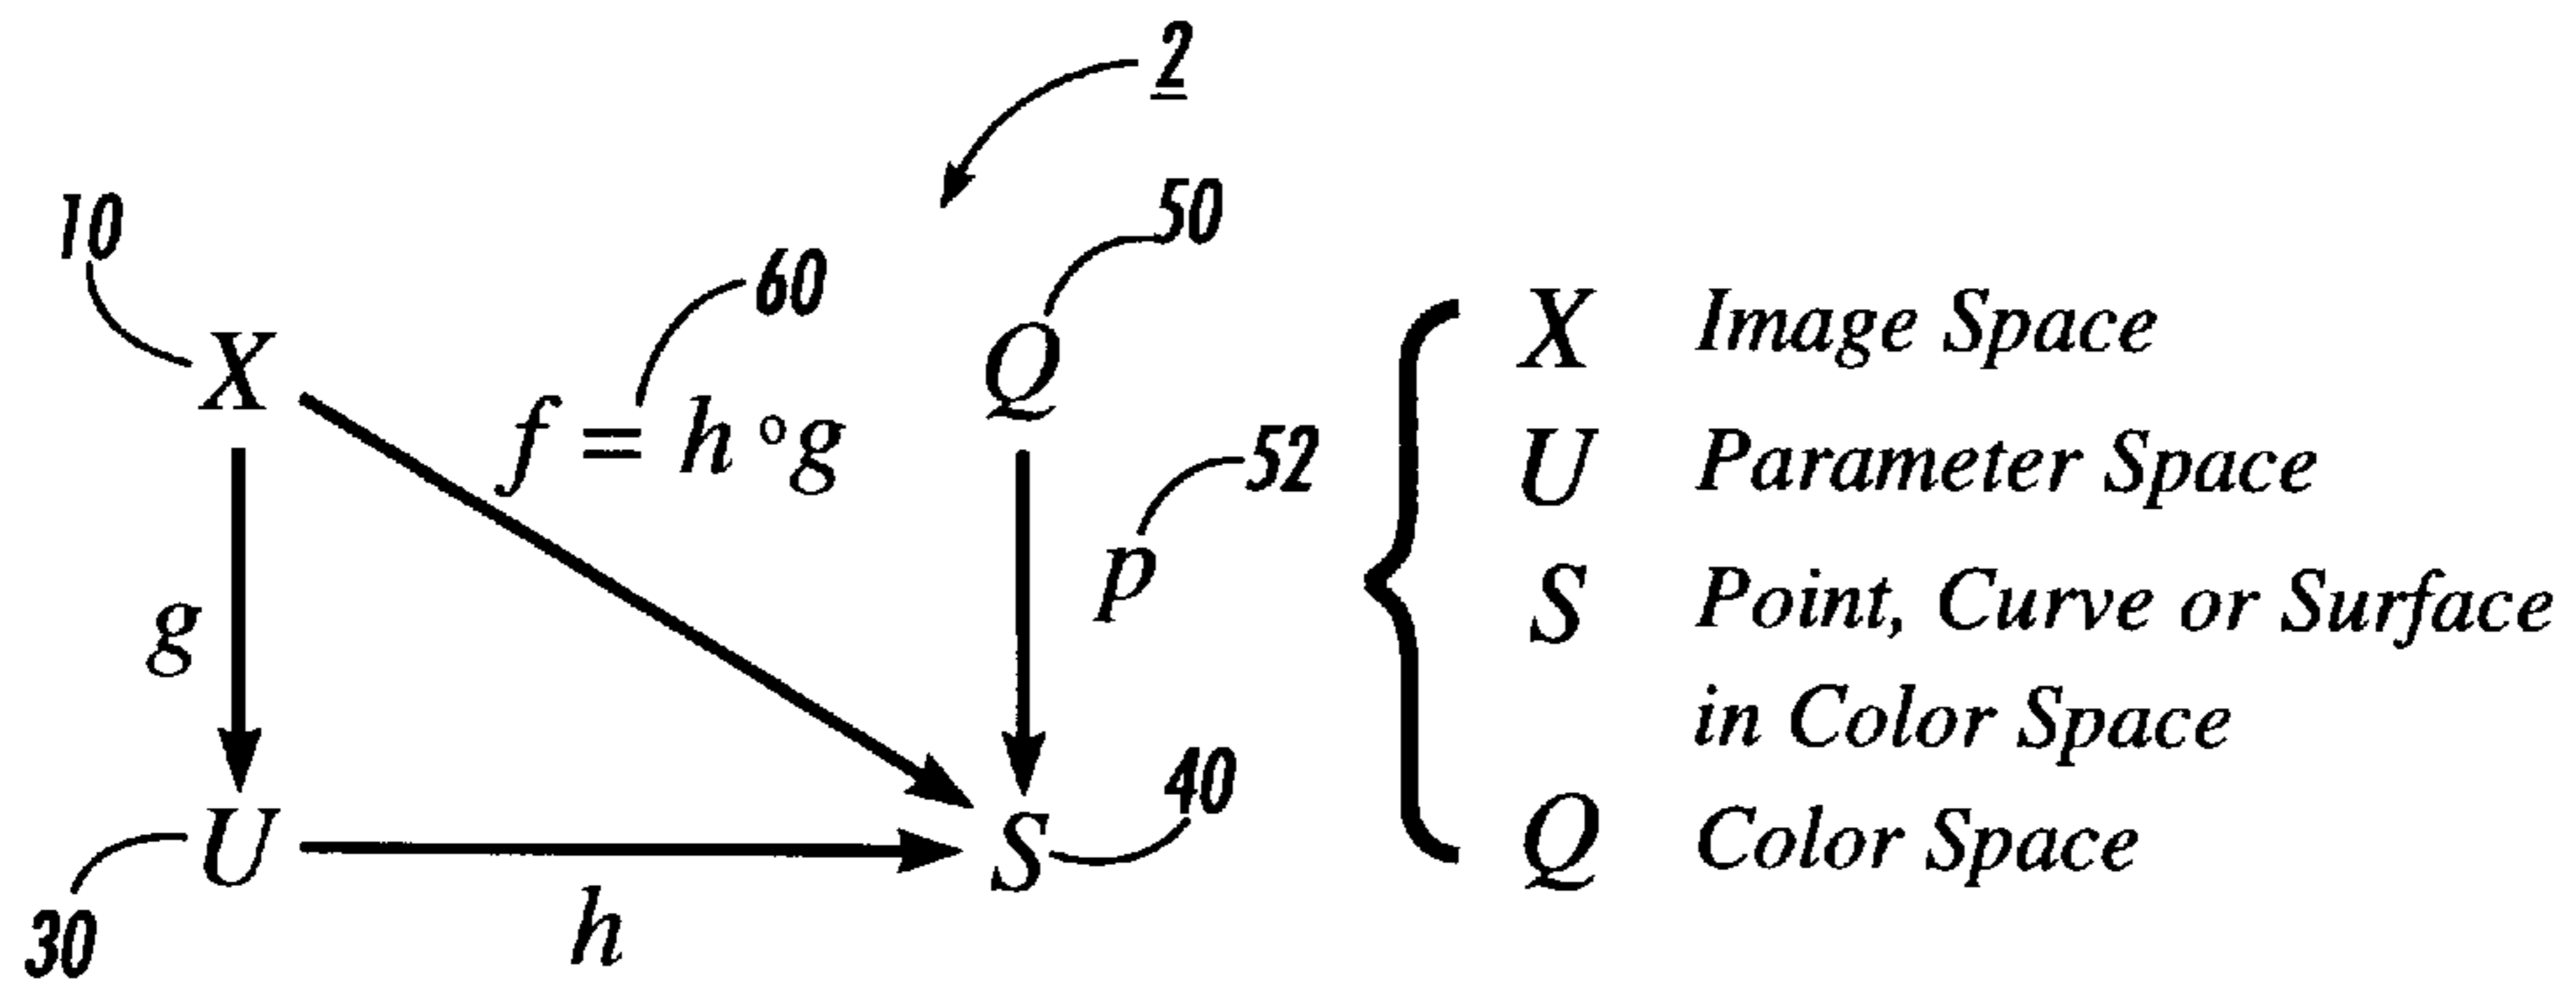 2
10
50
60
X
f = h ∘ g
Q
52
g
p
40
U
S
30
h
X Image Space
U Parameter Space
S Point, Curve or Surface
in Color Space
Q Color Space